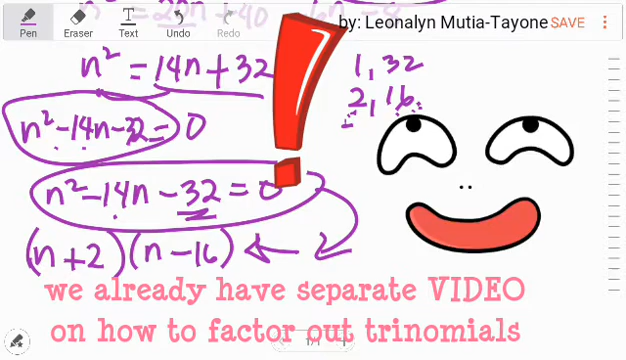 Pen Eraser Text Undo Redo by: Leonalyn Mutia-Tayone SAVE
n² = 14n + 32
1, 32
2, 16
n² - 14n - 32 = 0
n² - 14n - 32 = 0
(n + 2)(n - 16)
we already have separate VIDEO
on how to factor out trinomials